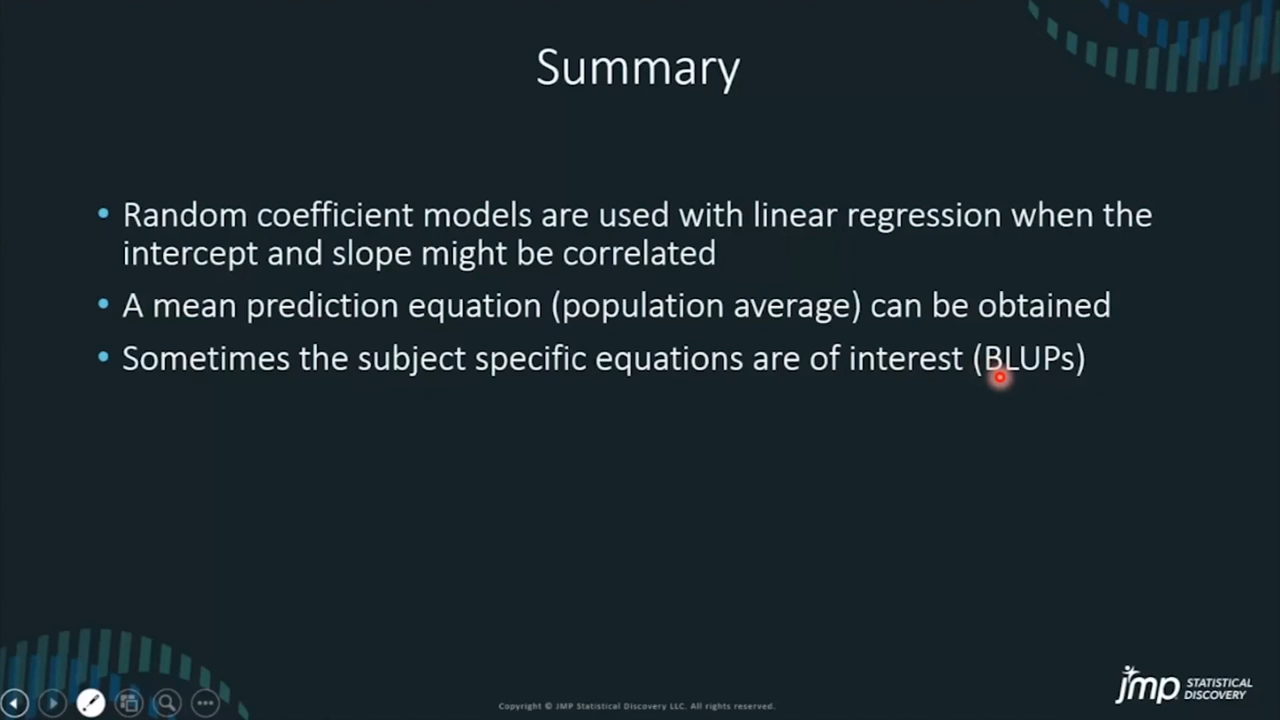 Summary
• Random coefficient models are used with linear regression when the
intercept and slope might be correlated
• A mean prediction equation (population average) can be obtained
• Sometimes the subject specific equations are of interest (BLUPs)
Copyright © JMP Statistical Discovery LLC. All rights reserved.
jmp STATISTICAL
DISCOVERY